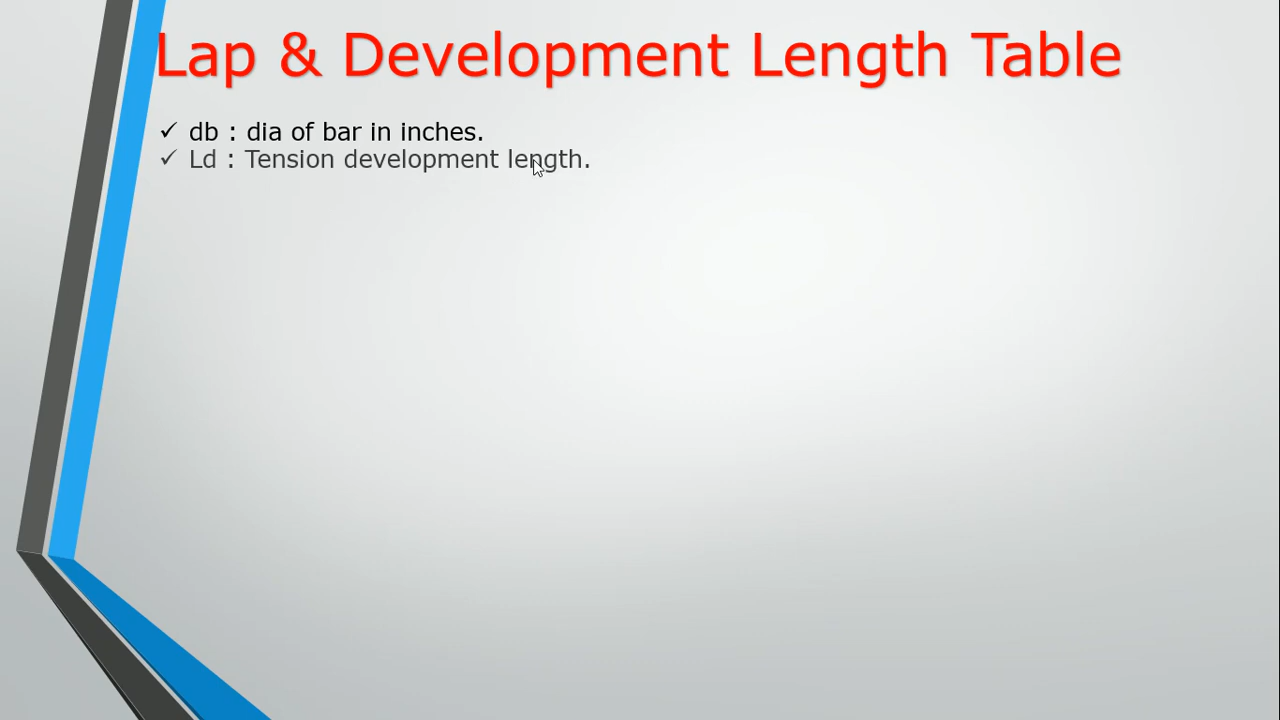 Lap & Development Length Table
✓ db : dia of bar in inches.
✓ Ld : Tension development length.